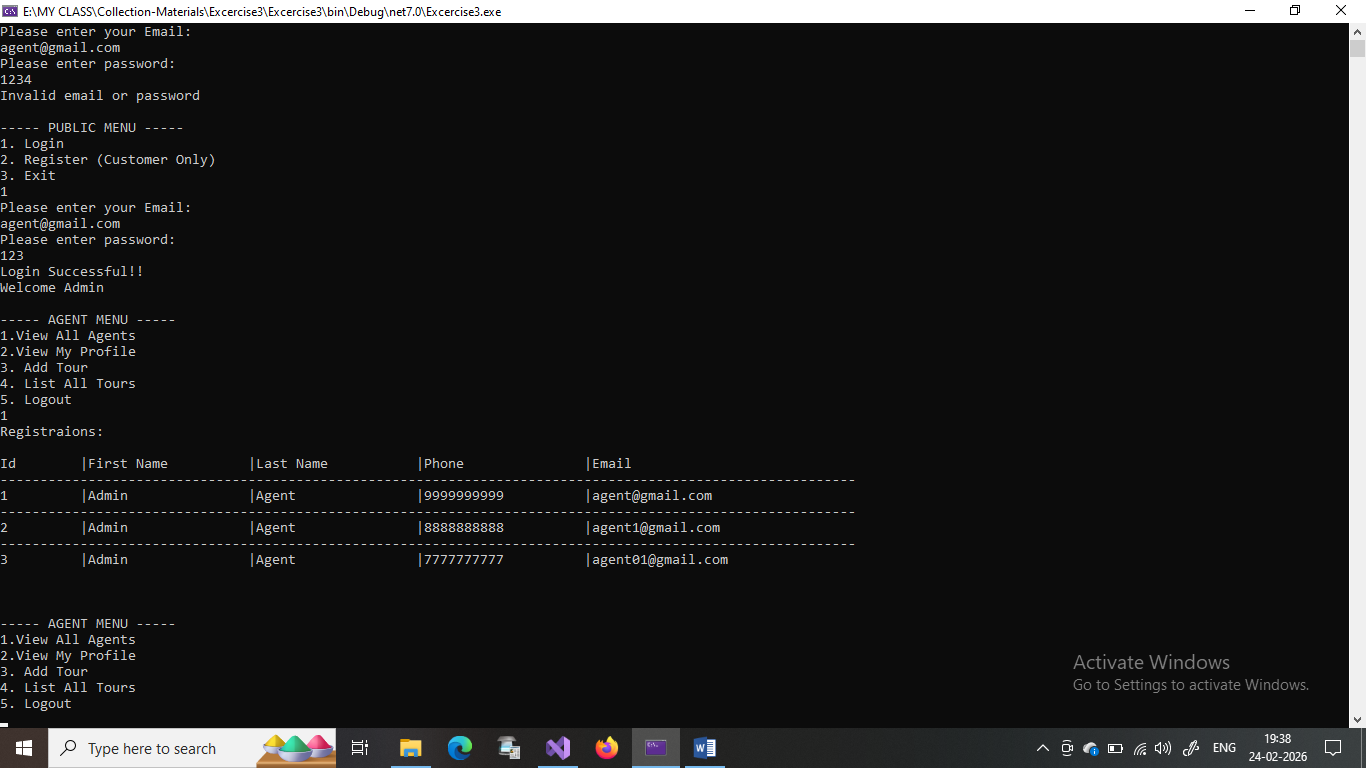 E:\MY CLASS\Collection-Materials\Excercise3\Excercise3\bin\Debug\net7.0\Excercise3.exe
Please enter your Email:
agent@gmail.com
Please enter password:
1234
Invalid email or password
----- PUBLIC MENU -----
1. Login
2. Register (Customer Only)
3. Exit
1
Please enter your Email:
agent@gmail.com
Please enter password:
123
Login Successful!!
Welcome Admin
----- AGENT MENU -----
1.View All Agents
2.View My Profile
3. Add Tour
4. List All Tours
5. Logout
1
Registraions:
Id |First Name |Last Name |Phone |Email
-----------------------------------------------------------------------------------------------------------
1 |Admin |Agent |9999999999 |agent@gmail.com
-----------------------------------------------------------------------------------------------------------
2 |Admin |Agent |8888888888 |agent1@gmail.com
-----------------------------------------------------------------------------------------------------------
3 |Admin |Agent |7777777777 |agent01@gmail.com
----- AGENT MENU -----
1.View All Agents
2.View My Profile
3. Add Tour
4. List All Tours
5. Logout
Activate Windows
Go to Settings to activate Windows.
Type here to search
ENG
19:38
24-02-2026